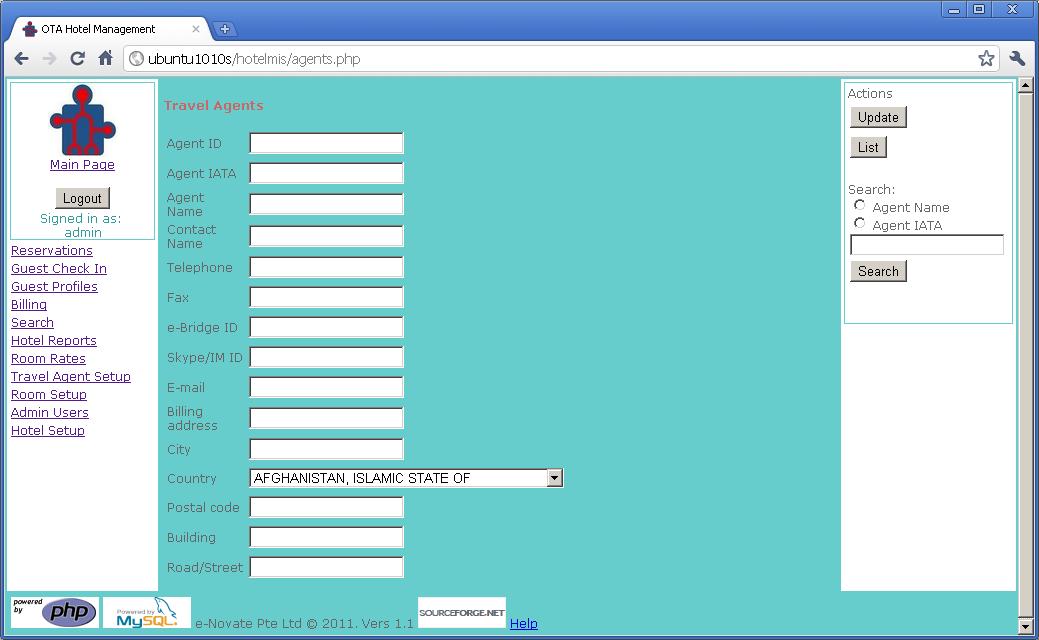 OTA Hotel Management
ubuntu1010s/hotelmis/agents.php
Main Page
Logout
Signed in as:
admin
Reservations
Guest Check In
Guest Profiles
Billing
Search
Hotel Reports
Room Rates
Travel Agent Setup
Room Setup
Admin Users
Hotel Setup
Travel Agents
Agent ID
Agent IATA
Agent
Name
Contact
Name
Telephone
Fax
e-Bridge ID
Skype/IM ID
E-mail
Billing
address
City
Country AFGHANISTAN, ISLAMIC STATE OF
Postal code
Building
Road/Street
Actions
Update
List
Search:
Agent Name
Agent IATA
Search
powered
by php
Powered by
MySQL.
e-Novate Pte Ltd © 2011. Vers 1.1
SOURCEFORGE.NET
Help